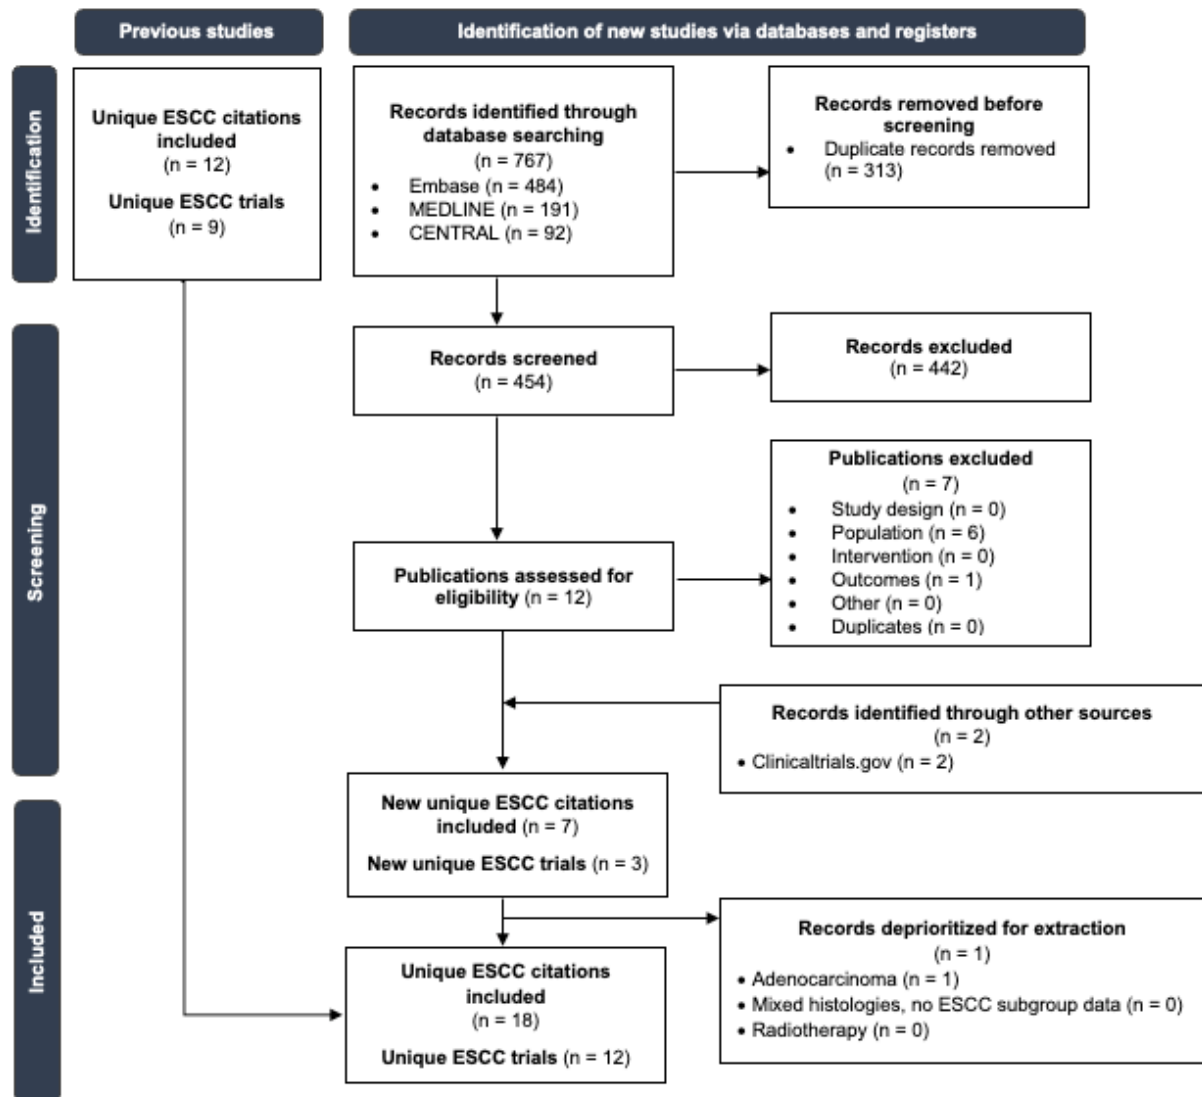 Previous studies
Identification of new studies via databases and registers
Identification
Unique ESCC citations
included
(n = 12)
Unique ESCC trials
(n = 9)
Records identified through
database searching
(n = 767)
• Embase (n = 484)
• MEDLINE (n = 191)
• CENTRAL (n = 92)
Records removed before
screening
• Duplicate records removed
(n = 313)
Screening
Records screened
(n = 454)
Records excluded
(n = 442)
Publications assessed for
eligibility (n = 12)
Publications excluded
(n = 7)
• Study design (n = 0)
• Population (n = 6)
• Intervention (n = 0)
• Outcomes (n = 1)
• Other (n = 0)
• Duplicates (n = 0)
Records identified through other sources
(n = 2)
• Clinicaltrials.gov (n = 2)
Included
New unique ESCC citations
included (n = 7)
New unique ESCC trials (n = 3)
Records deprioritized for extraction
(n = 1)
• Adenocarcinoma (n = 1)
• Mixed histologies, no ESCC subgroup data (n = 0)
• Radiotherapy (n = 0)
Unique ESCC citations
included
(n = 18)
Unique ESCC trials (n = 12)